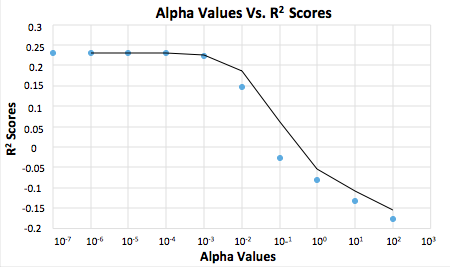 Alpha Values Vs. R² Scores
0.3
0.25
0.2
0.15
0.1
0.05
0
-0.05
-0.1
-0.15
-0.2
R² Scores
10⁻⁷ 10⁻⁶ 10⁻⁵ 10⁻⁴ 10⁻³ 10⁻² 10⁻¹ 10⁰ 10¹ 10² 10³
Alpha Values